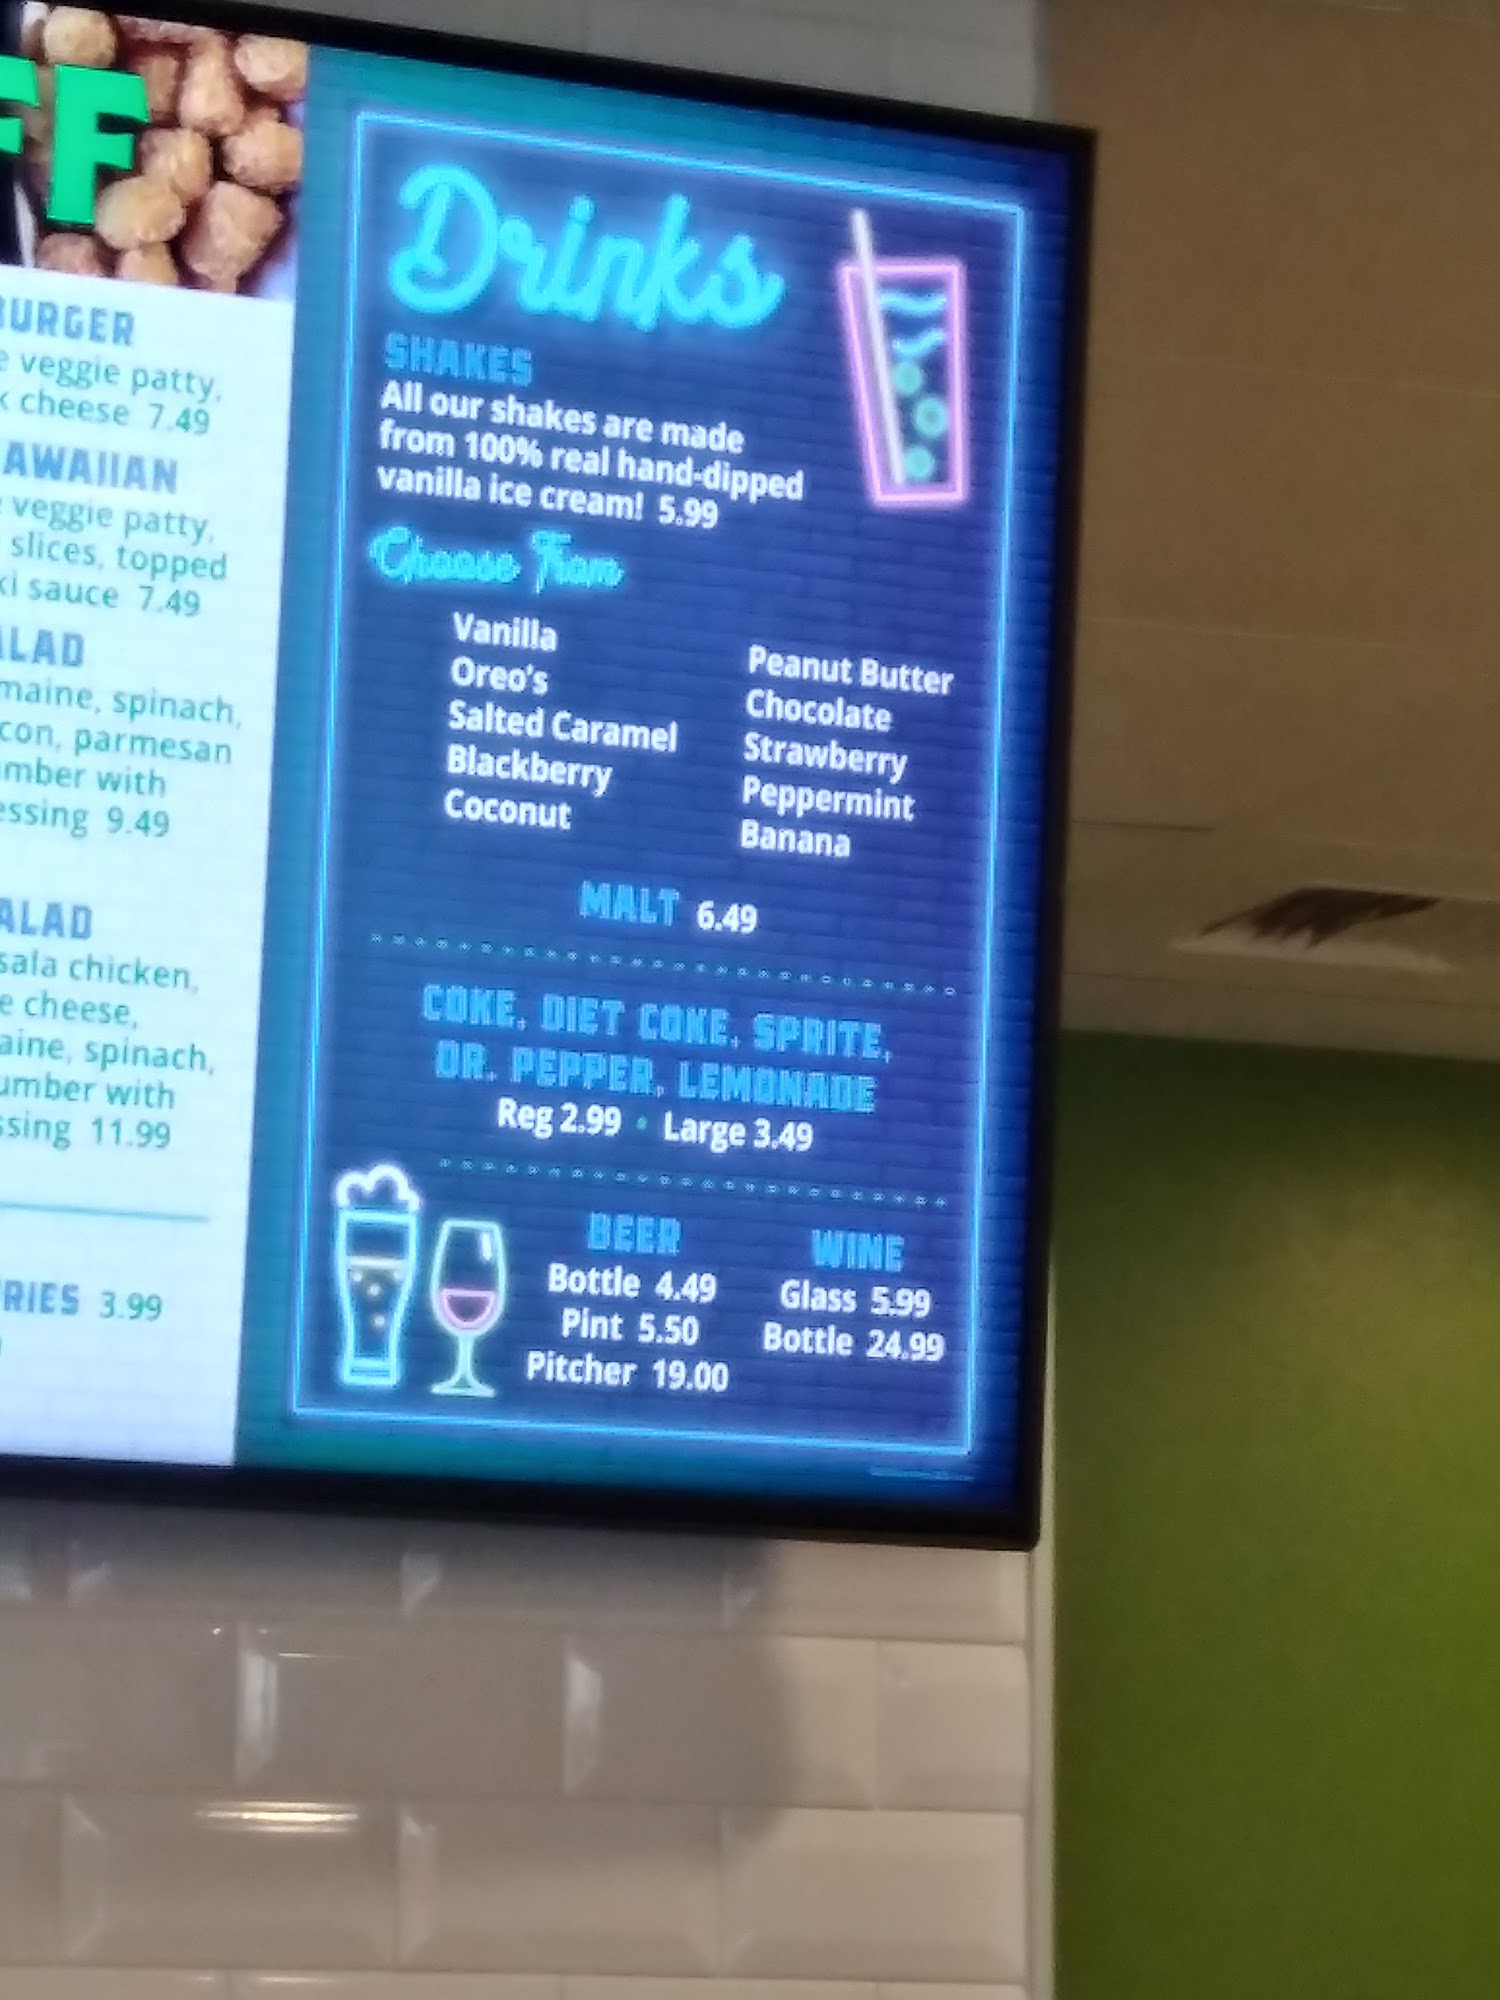 FF
BURGER
veggie patty,
cheese 7.49
AWAIIAN
veggie patty,
slices, topped
sauce 7.49
ALAD
maine, spinach,
con, parmesan
mber with
essing 9.49
ALAD
sala chicken,
e cheese,
aine, spinach,
umber with
ssing 11.99
RIES 3.99
Drinks
SHAKES
All our shakes are made
from 100% real hand-dipped
vanilla ice cream! 5.99
Choose From
Vanilla
Oreo's
Salted Caramel
Blackberry
Coconut
Peanut Butter
Chocolate
Strawberry
Peppermint
Banana
MALT 6.49
COKE, DIET COKE, SPRITE,
DR. PEPPER, LEMONADE
Reg 2.99 • Large 3.49
BEER
Bottle 4.49
Pint 5.50
Pitcher 19.00
WINE
Glass 5.99
Bottle 24.99